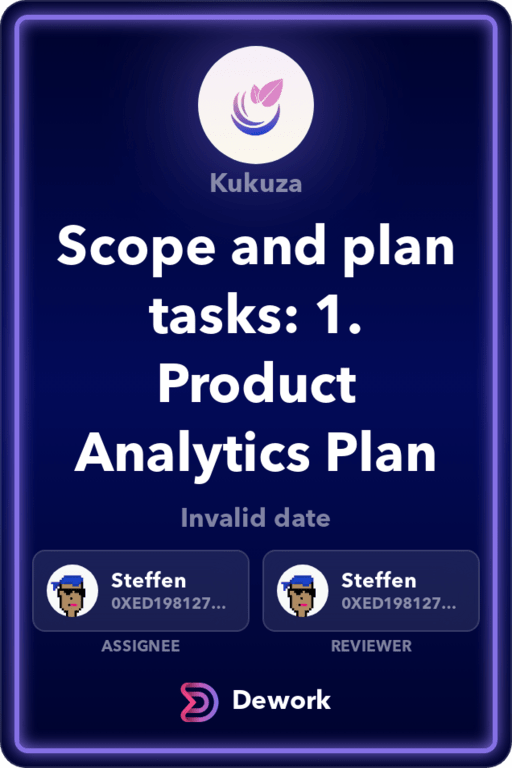 Kukuza
Scope and plan
tasks: 1.
Product
Analytics Plan
Invalid date
Steffen
0XED198127...
ASSIGNEE
Steffen
0XED198127...
REVIEWER
Dework